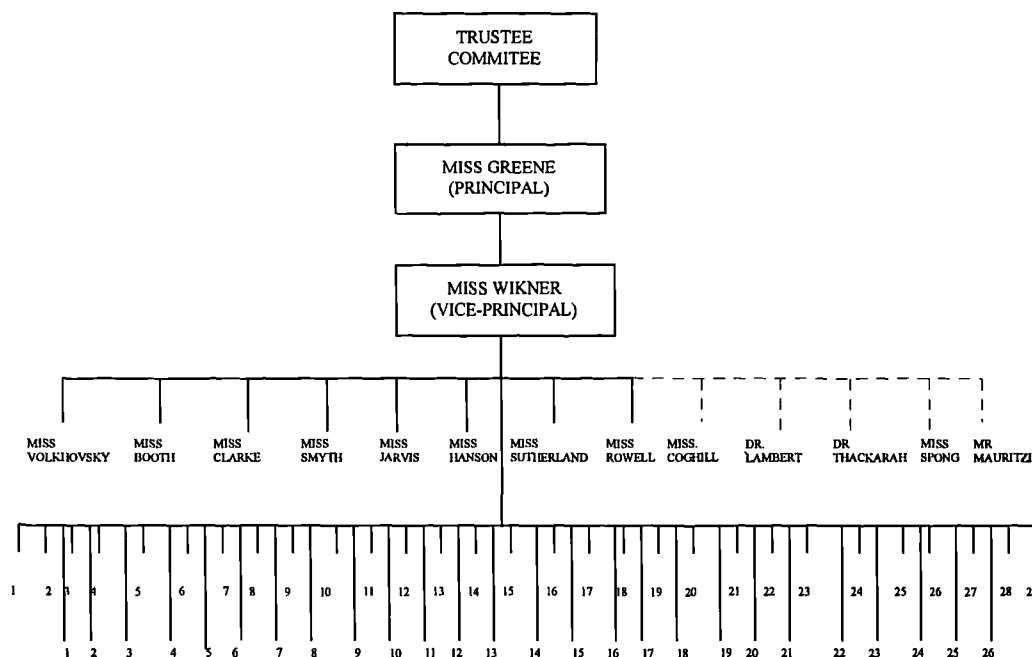 TRUSTEE
COMMITEE
MISS GREENE
(PRINCIPAL)
MISS WIKNER
(VICE-PRINCIPAL)
MISS VOLKHOVSKY
MISS BOOTH
MISS CLARKE
MISS SMYTH
MISS JARVIS
MISS HANSON
MISS SUTHERLAND
MISS ROWELL
MISS. COGHILL
DR. LAMBERT
DR THACKARAH
MISS SPONG
MR MAURITZI
1 2 3 4 5 6 7 8 9 10 11 12 13 14 15 16 17 18 19 20 21 22 23 24 25 26 27 28
1 2 3 4 5 6 7 8 9 10 11 12 13 14 15 16 17 18 19 20 21 22 23 24 25 26